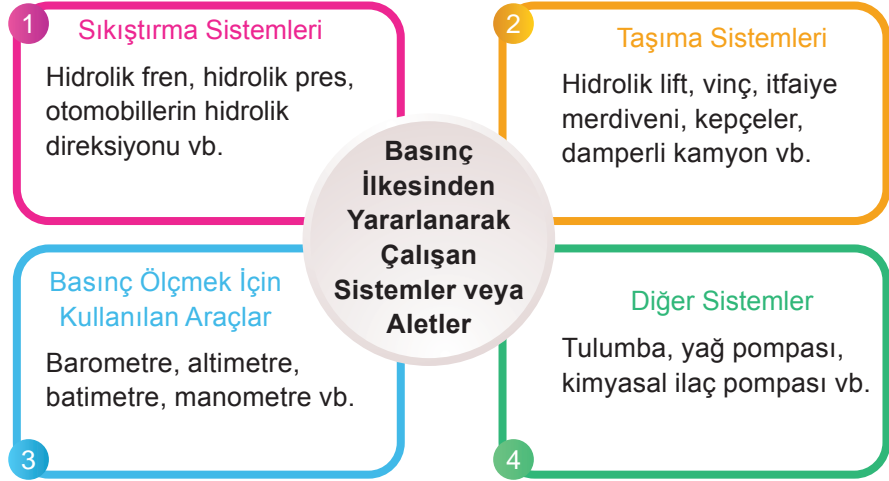 1
Sıkıştırma Sistemleri
Hidrolik fren, hidrolik pres,
otomobillerin hidrolik
direksiyonu vb.
2
Taşıma Sistemleri
Hidrolik lift, vinç, itfaiye
merdiveni, kepçeler,
damperli kamyon vb.
Basınç
İlkesinden
Yararlanarak
Çalışan
Sistemler veya
Aletler
Basınç Ölçmek İçin
Kullanılan Araçlar
Barometre, altimetre,
batimetre, manometre vb.
3
Diğer Sistemler
Tulumba, yağ pompası,
kimyasal ilaç pompası vb.
4